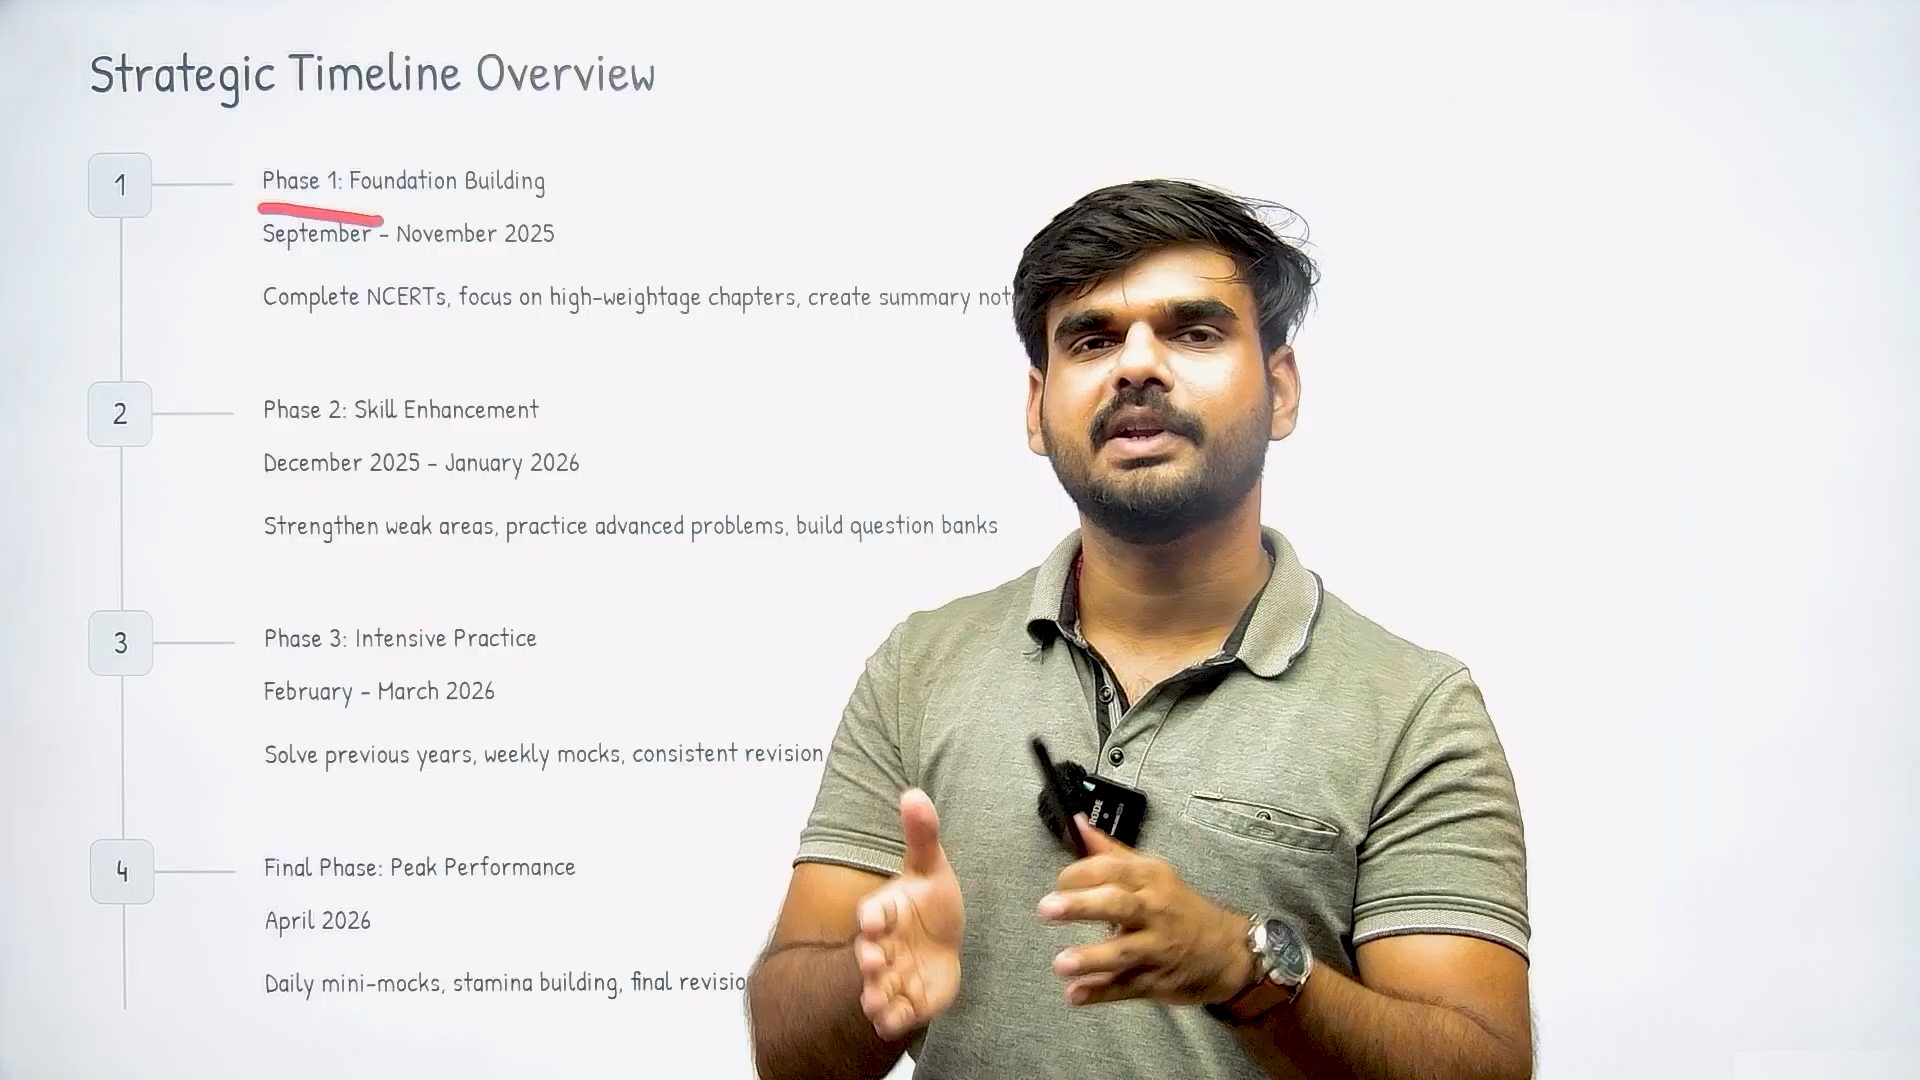 Strategic Timeline Overview
1
Phase 1: Foundation Building
September - November 2025
Complete NCERTs, focus on high-weightage chapters, create summary
2
Phase 2: Skill Enhancement
December 2025 - January 2026
Strengthen weak areas, practice advanced problems, build question banks
3
Phase 3: Intensive Practice
February - March 2026
Solve previous years, weekly mocks, consistent revision
4
Final Phase: Peak Performance
April 2026
Daily mini-mocks, stamina building, final
RODE